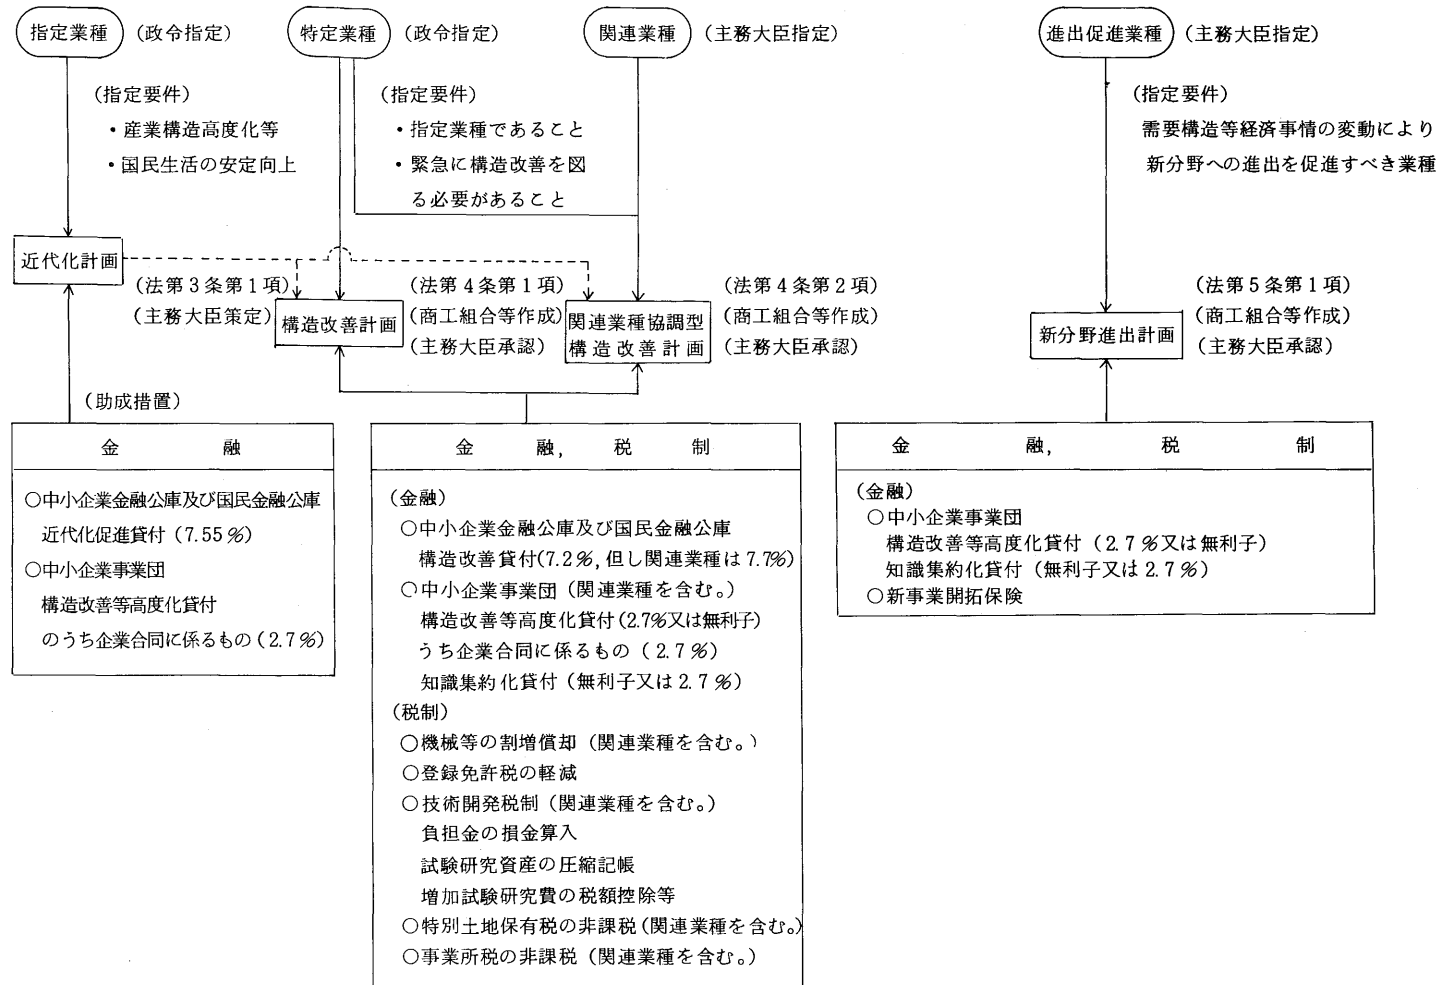 指定業種 (政令指定)
特定業種 (政令指定)
関連業種 (主務大臣指定)
進出促進業種 (主務大臣指定)
(指定要件)
・産業構造高度化等
・国民生活の安定向上
(指定要件)
・指定業種であること
・緊急に構造改善を図
る必要があること
(指定要件)
需要構造等経済事情の変動により
新分野への進出を促進すべき業種
近代化計画
(法第3条第1項)
(主務大臣策定)
構造改善計画
(法第4条第1項)
(商工組合等作成)
(主務大臣承認)
関連業種協調型
構造改善計画
(法第4条第2項)
(商工組合等作成)
(主務大臣承認)
新分野進出計画
(法第5条第1項)
(商工組合等作成)
(主務大臣承認)
(助成措置)
金融
○中小企業金融公庫及び国民金融公庫
近代化促進貸付(7.55%)
○中小企業事業団
構造改善等高度化貸付
のうち企業合同に係るもの(2.7%)
金融,税制
(金融)
○中小企業金融公庫及び国民金融公庫
構造改善貸付(7.2%,但し関連業種は7.7%)
○中小企業事業団(関連業種を含む。)
構造改善等高度化貸付(2.7%又は無利子)
うち企業合同に係るもの(2.7%)
知識集約化貸付(無利子又は2.7%)
(税制)
○機械等の割増償却(関連業種を含む。)
○登録免許税の軽減
○技術開発税制(関連業種を含む。)
負担金の損金算入
試験研究資産の圧縮記帳
増加試験研究費の税額控除等
○特別土地保有税の非課税(関連業種を含む。)
○事業所税の非課税(関連業種を含む。)
金融,税制
(金融)
○中小企業事業団
構造改善等高度化貸付(2.7%又は無利子)
知識集約化貸付(無利子又は2.7%)
○新事業開拓保険